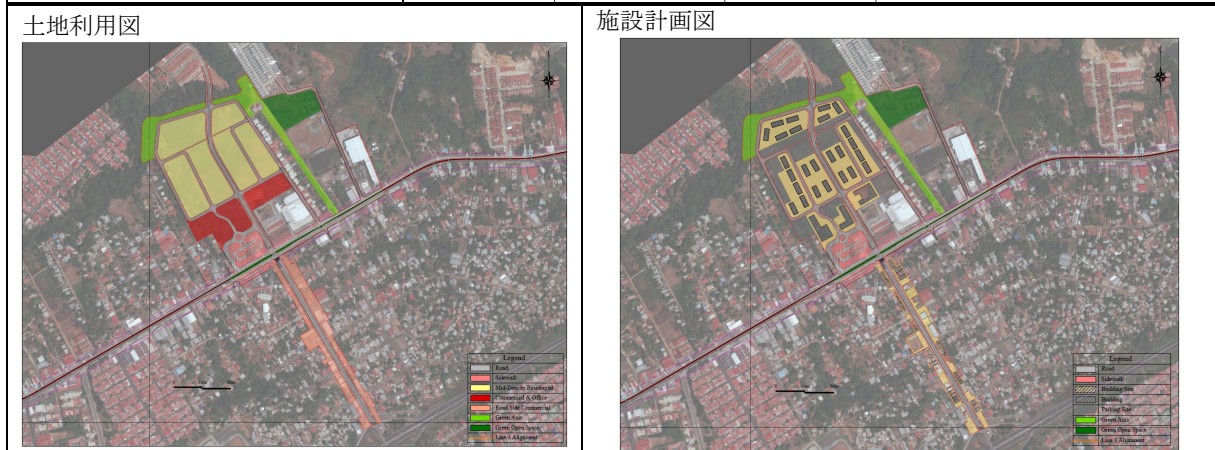 土地利用図
施設計画図
Legend
Road
Sidewalk
Mid-Density Residential
Commercial & Office
Road Side Commercial
Green Axis
Green Open Space
Line 3 Alignment
Legend
Road
Sidewalk
Building Site
Building
Parking Site
Green Axis
Green Open Space
Line 3 Alignment